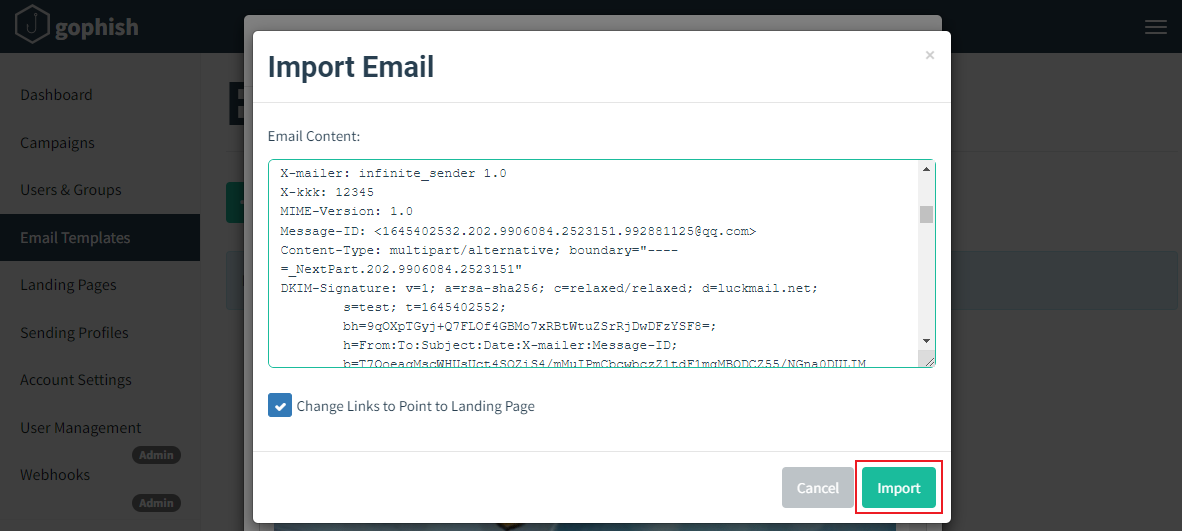 gophish
Import Email
×
Dashboard
Campaigns
Users & Groups
Email Templates
Landing Pages
Sending Profiles
Account Settings
User Management
Admin
Webhooks
Admin
Email Content:
X-mailer: infinite_sender 1.0
X-kkk: 12345
MIME-Version: 1.0
Message-ID: <1645402532.202.9906084.2523151.992881125@qq.com>
Content-Type: multipart/alternative; boundary="----
=_NextPart.202.9906084.2523151"
DKIM-Signature: v=1; a=rsa-sha256; c=relaxed/relaxed; d=luckmail.net;
s=test; t=1645402552;
bh=9qOXpTGyj+Q7FLOf4GBMo7xRBtWtuZSrRjDwDFzYSF8=;
h=From:To:Subject:Date:X-mailer:Message-ID;
Change Links to Point to Landing Page
Cancel
Import